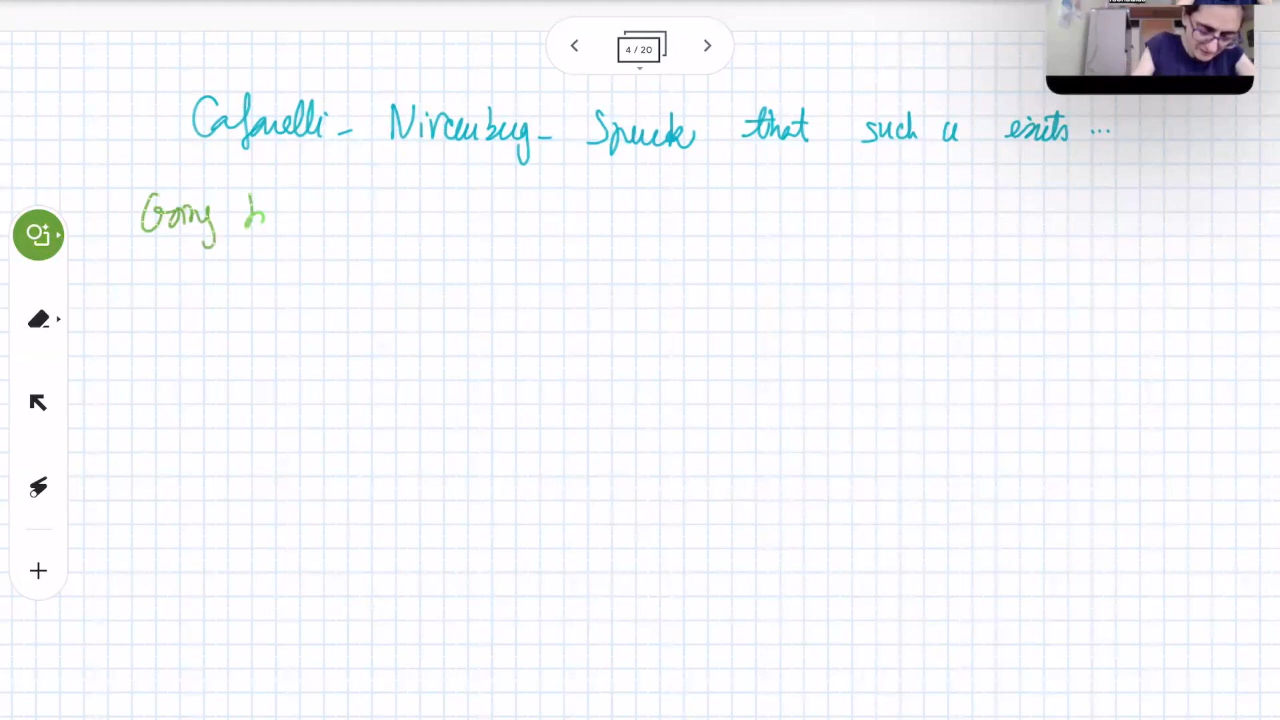 4 / 20
Cafarelli - Nirenberg - Spruck that such u exists ...
Going